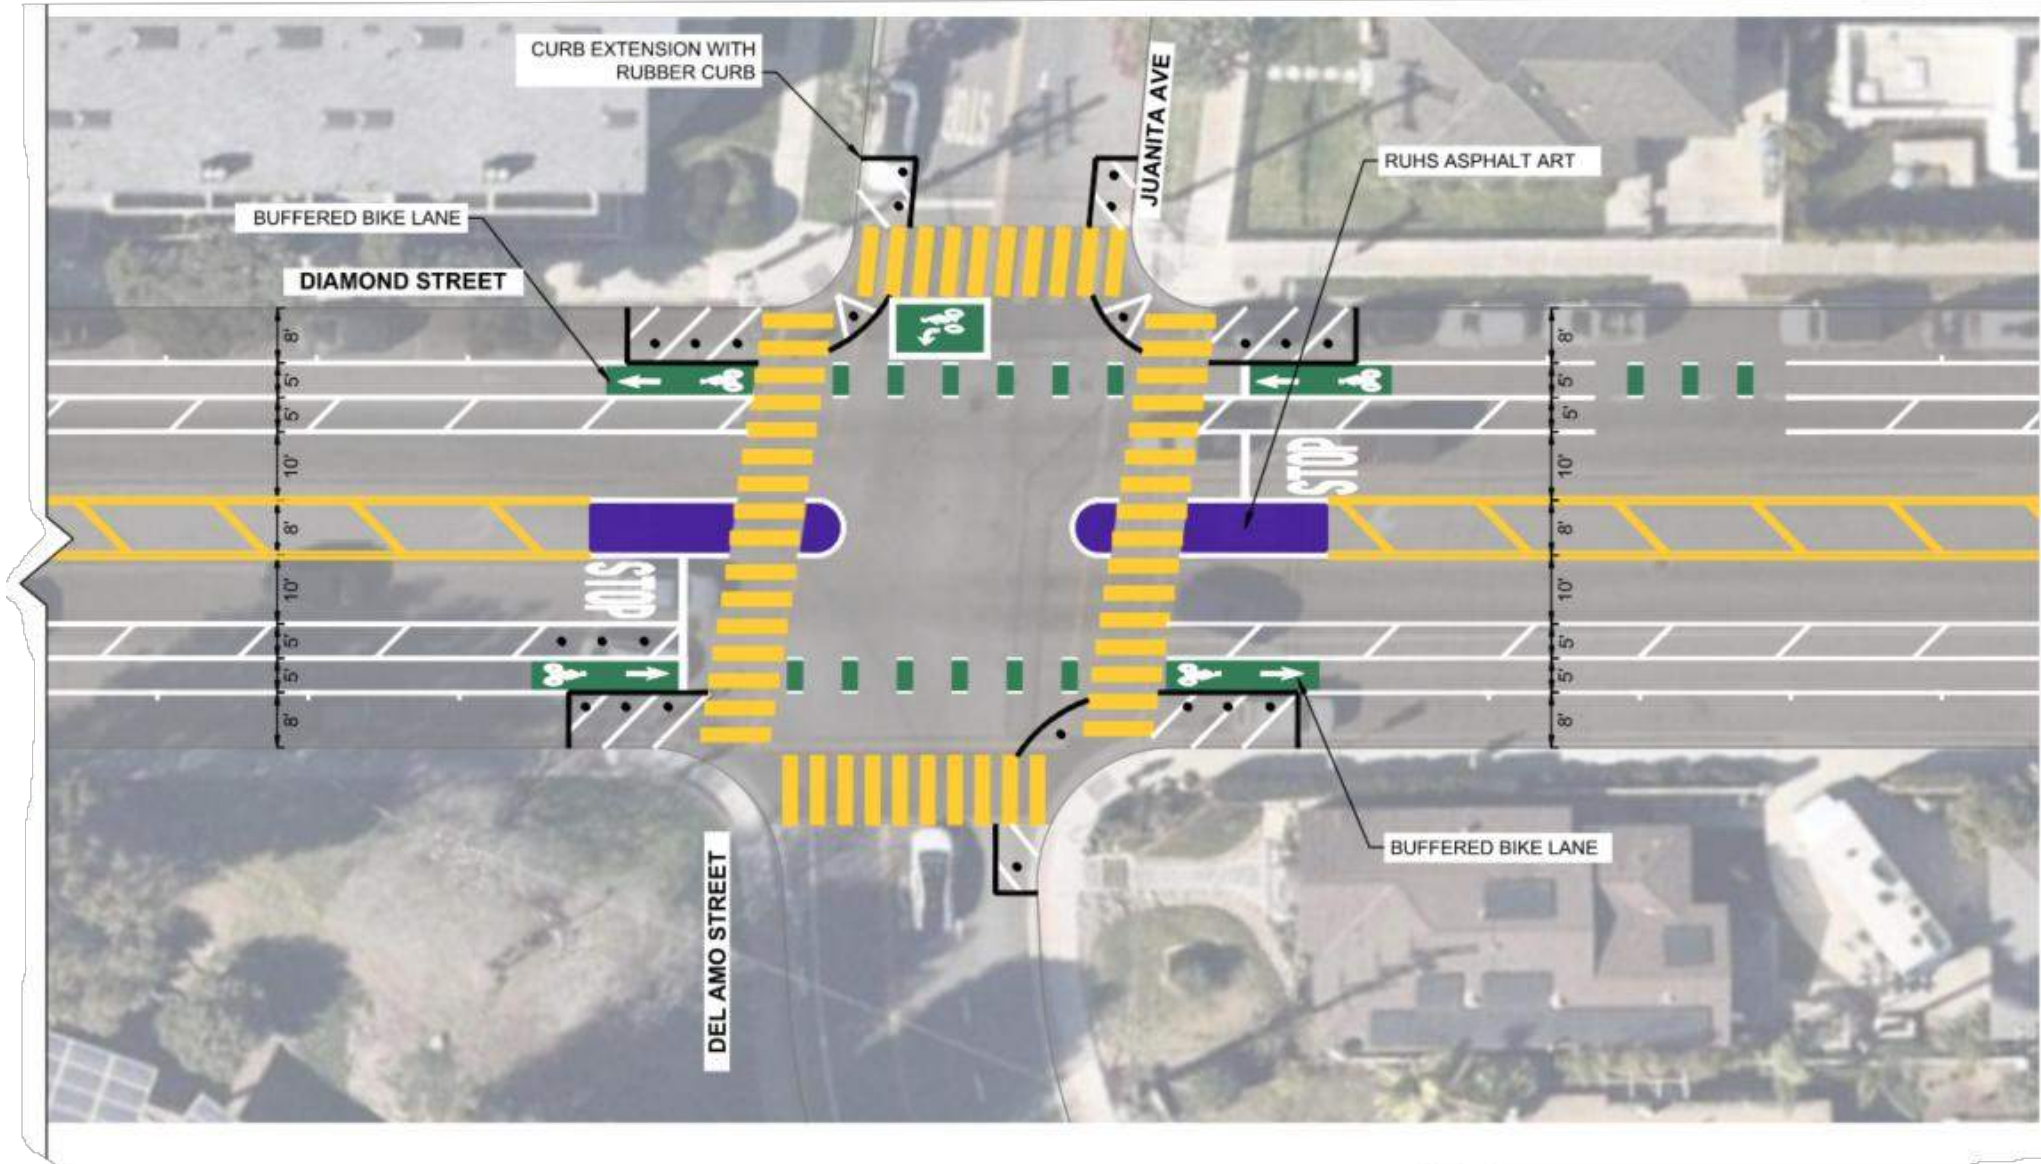 CURB EXTENSION WITH
RUBBER CURB
JUANITA AVE
BUS
RUHS ASPHALT ART
BUFFERED BIKE LANE
DIAMOND STREET
8'
5'
5'
10'
8'
10'
5'
5'
8'
8'
5'
5'
10'
8'
10'
5'
5'
8'
STOP
STOP
BUFFERED BIKE LANE
DEL AMO STREET